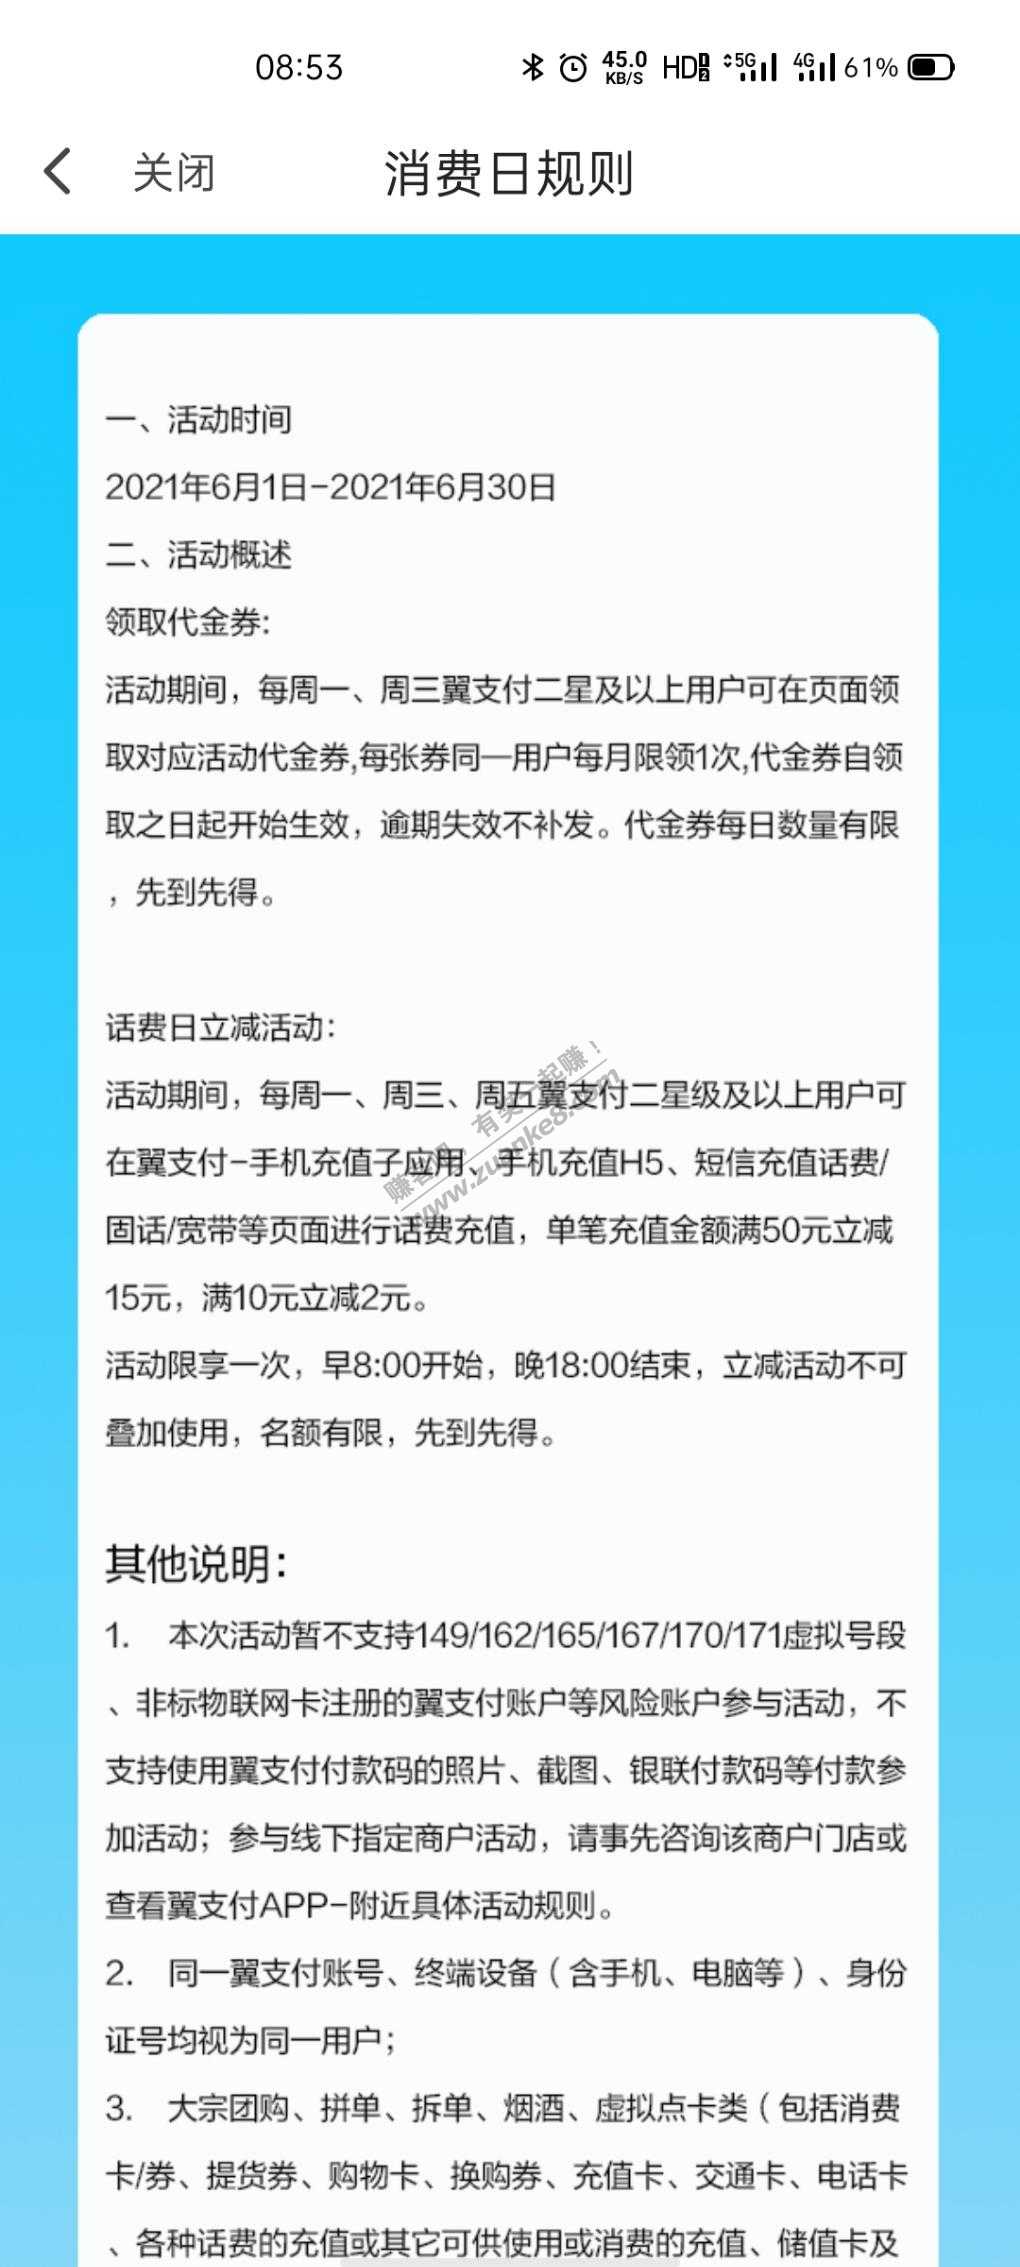 08:53
45.0
KB/S
HD
1
2
5G
4G
61%
关闭
消费日规则
一、活动时间
2021年6月1日-2021年6月30日
二、活动概述
领取代金券:
活动期间，每周一、周三翼支付二星及以上用户可在页面领
取对应活动代金券,每张券同一用户每月限领1次,代金券自领
取之日起开始生效，逾期失效不补发。代金券每日数量有限
，先到先得。
话费日立减活动：
活动期间，每周一、周三、周五翼支付二星级及以上用户可
在翼支付-手机充值子应用、手机充值H5、短信充值话费/
固话/宽带等页面进行话费充值，单笔充值金额满50元立减
15元，满10元立减2元。
活动限享一次，早8:00开始，晚18:00结束，立减活动不可
叠加使用，名额有限，先到先得。
赚客吧，有奖一起赚！
www.zuanke8.com
其他说明：
1. 本次活动暂不支持149/162/165/167/170/171虚拟号段
、非标物联网卡注册的翼支付账户等风险账户参与活动，不
支持使用翼支付付款码的照片、截图、银联付款码等付款参
加活动；参与线下指定商户活动，请事先咨询该商户门店或
查看翼支付APP-附近具体活动规则。
2. 同一翼支付账号、终端设备（含手机、电脑等）、身份
证号均视为同一用户；
3. 大宗团购、拼单、拆单、烟酒、虚拟点卡类（包括消费
卡/券、提货券、购物卡、换购券、充值卡、交通卡、电话卡
、各种话费的充值或其它可供使用或消费的充值、储值卡及